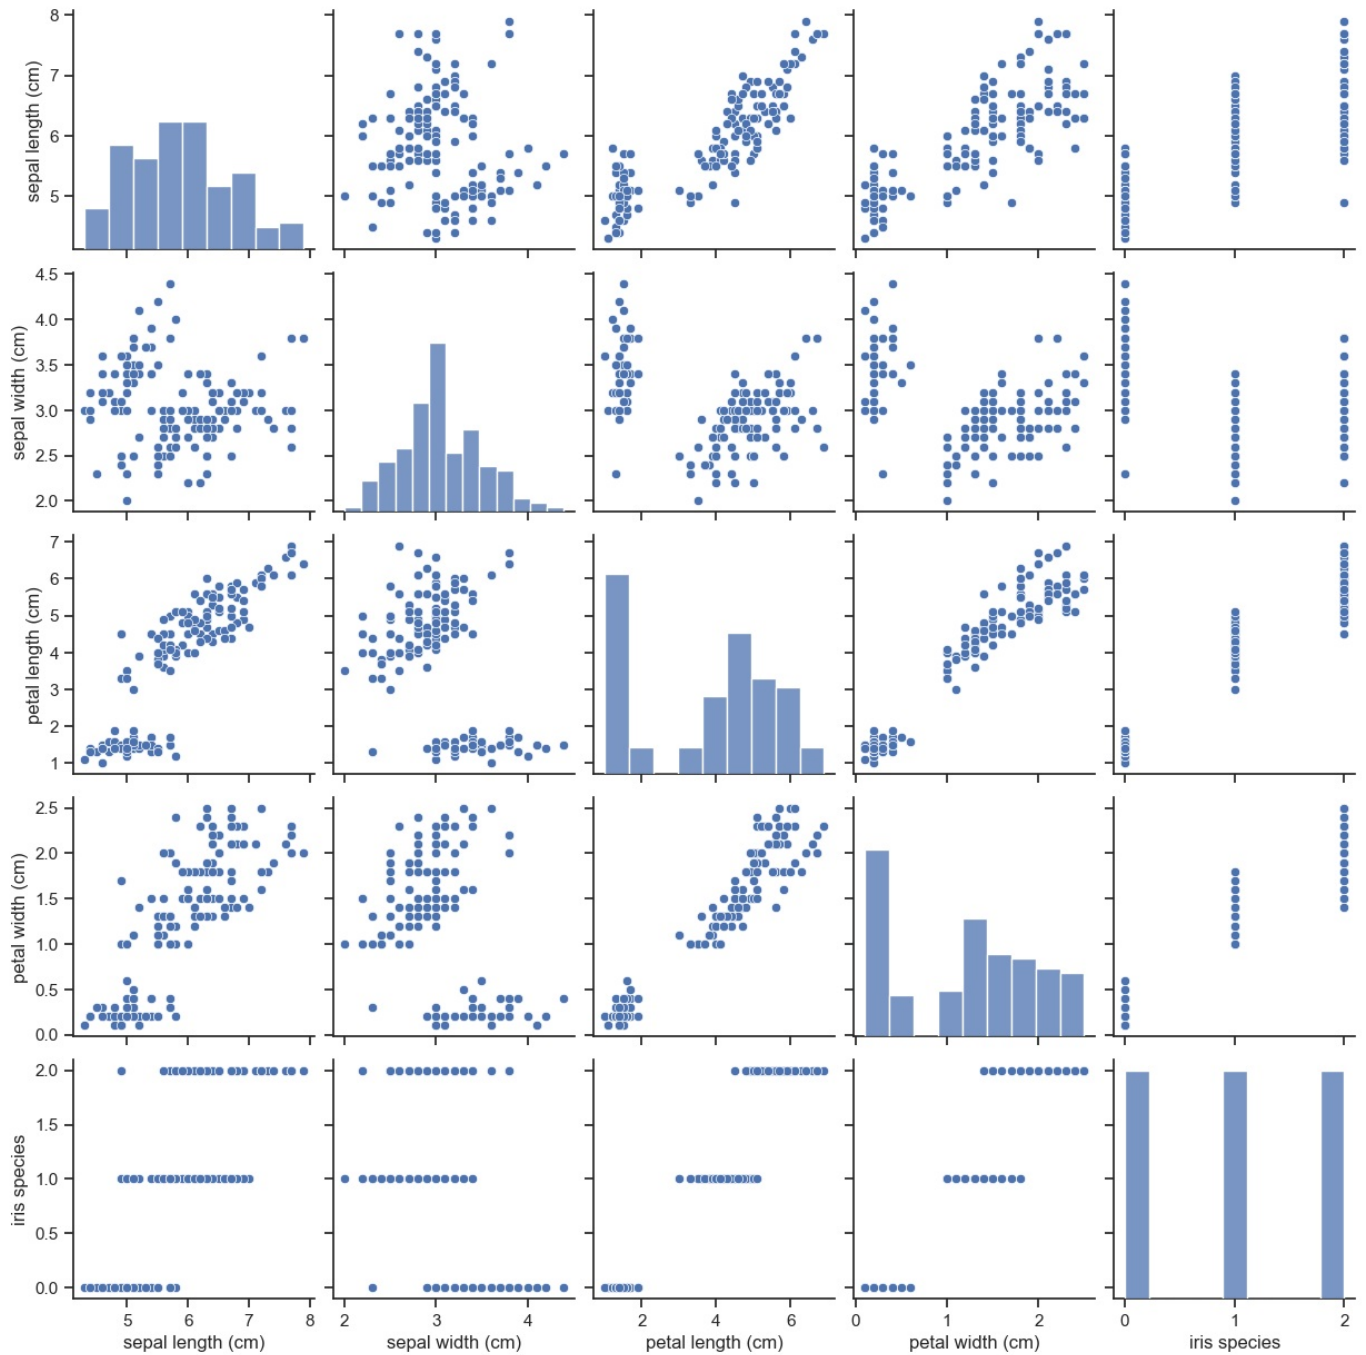 sepal length (cm)
8
7
6
5
sepal width (cm)
4.5
4.0
3.5
3.0
2.5
2.0
petal length (cm)
7
6
5
4
3
2
1
petal width (cm)
2.5
2.0
1.5
1.0
0.5
0.0
iris species
2.0
1.5
1.0
0.5
0.0
5 6 7 8
sepal length (cm)
2 3 4
sepal width (cm)
2 4 6
petal length (cm)
0 1 2
petal width (cm)
0 1 2
iris species